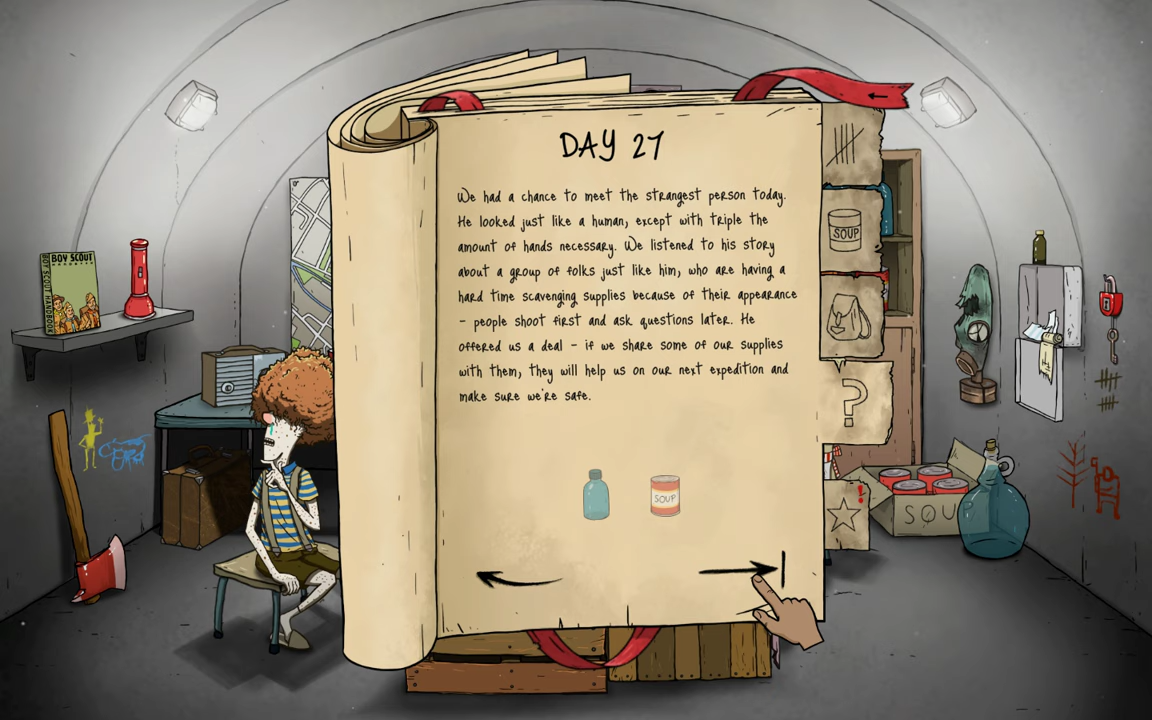 DAY 27
We had a chance to meet the strangest person today.
He looked just like a human, except with triple the
amount of hands necessary. We listened to his story
about a group of folks just like him, who are having a
hard time scavenging supplies because of their appearance
- people shoot first and ask questions later. He
offered us a deal - if we share some of our supplies
with them, they will help us on our next expedition and
make sure we're safe.
SOUP
SOUP
?
!
BOY SCOUT
BOY SCOUT HANDBOOK
SOU